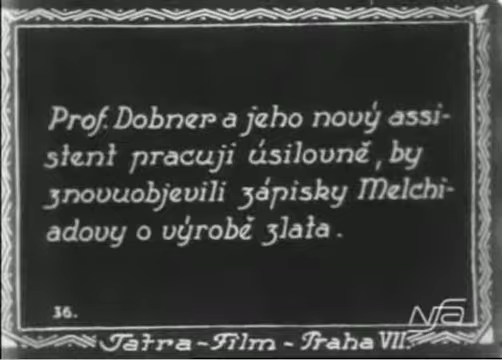 Prof. Dobner a jeho nový assi-
stent pracují úsilovně, by
znovuobjevili zápisky Melchi-
adovy o výrobě zlata.
36.
NFA
Tatra-Film - Praha VII.